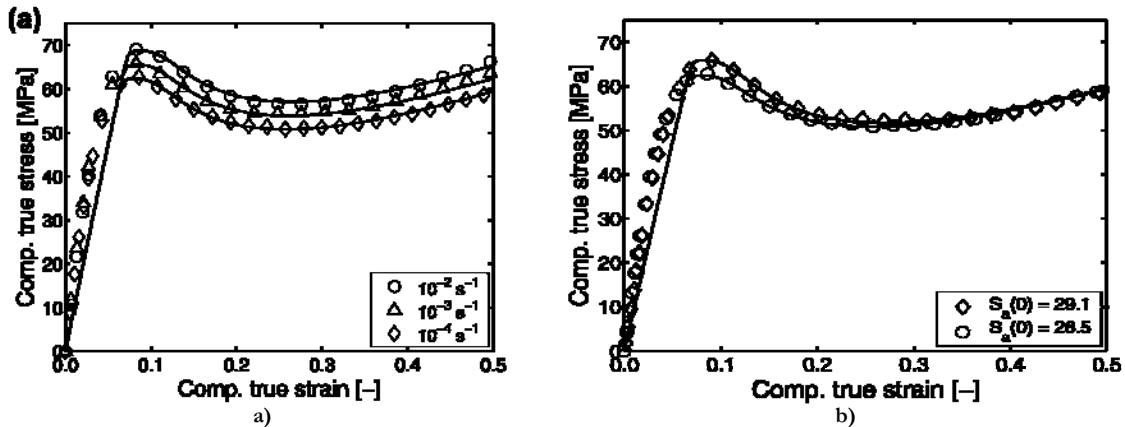 (a)
Comp. true stress [MPa]
70
60
50
40
30
20
10
0
0.0 0.1 0.2 0.3 0.4 0.5
Comp. true strain [–]
10⁻² s⁻¹
10⁻³ s⁻¹
10⁻⁴ s⁻¹
a)
Comp. true stress [MPa]
70
60
50
40
30
20
10
0
0.0 0.1 0.2 0.3 0.4 0.5
Comp. true strain [–]
Sₐ(0) = 29.1
Sₐ(0) = 26.5
b)